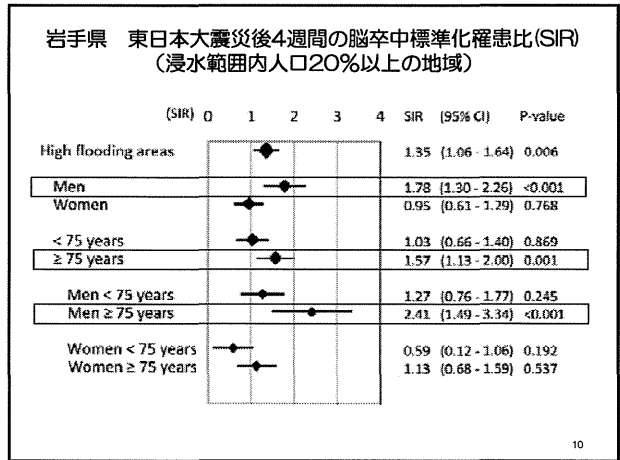 岩手県　東日本大震災後4週間の脳卒中標準化罹患比(SIR)
（浸水範囲内人口20%以上の地域）
(SIR) 0 1 2 3 4 SIR (95% CI) P-value
High flooding areas 1.35 (1.06 - 1.64) 0.006
Men 1.78 (1.30 - 2.26) <0.001
Women 0.95 (0.61 - 1.29) 0.768
< 75 years 1.03 (0.66 - 1.40) 0.869
≥ 75 years 1.57 (1.13 - 2.00) 0.001
Men < 75 years 1.27 (0.76 - 1.77) 0.245
Men ≥ 75 years 2.41 (1.49 - 3.34) <0.001
Women < 75 years 0.59 (0.12 - 1.06) 0.192
Women ≥ 75 years 1.13 (0.68 - 1.59) 0.537
10